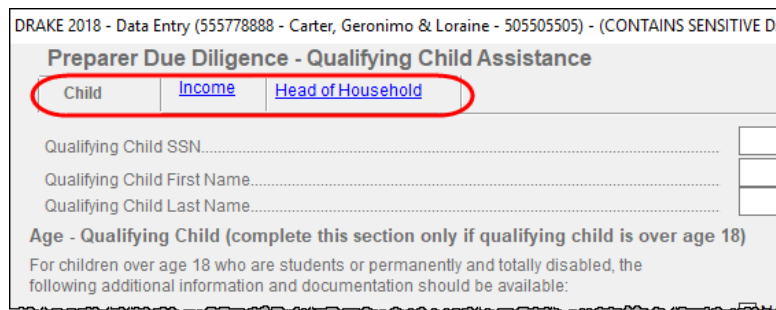 DRAKE 2018 - Data Entry (555778888 - Carter, Geronimo & Loraine - 505505505) - (CONTAINS SENSITIVE D
Preparer Due Diligence - Qualifying Child Assistance
Child Income Head of Household
Qualifying Child SSN
Qualifying Child First Name
Qualifying Child Last Name
Age - Qualifying Child (complete this section only if qualifying child is over age 18)
For children over age 18 who are students or permanently and totally disabled, the
following additional information and documentation should be available: